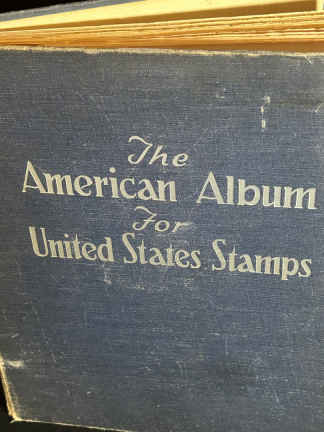 The
American Album
For
United States Stamps